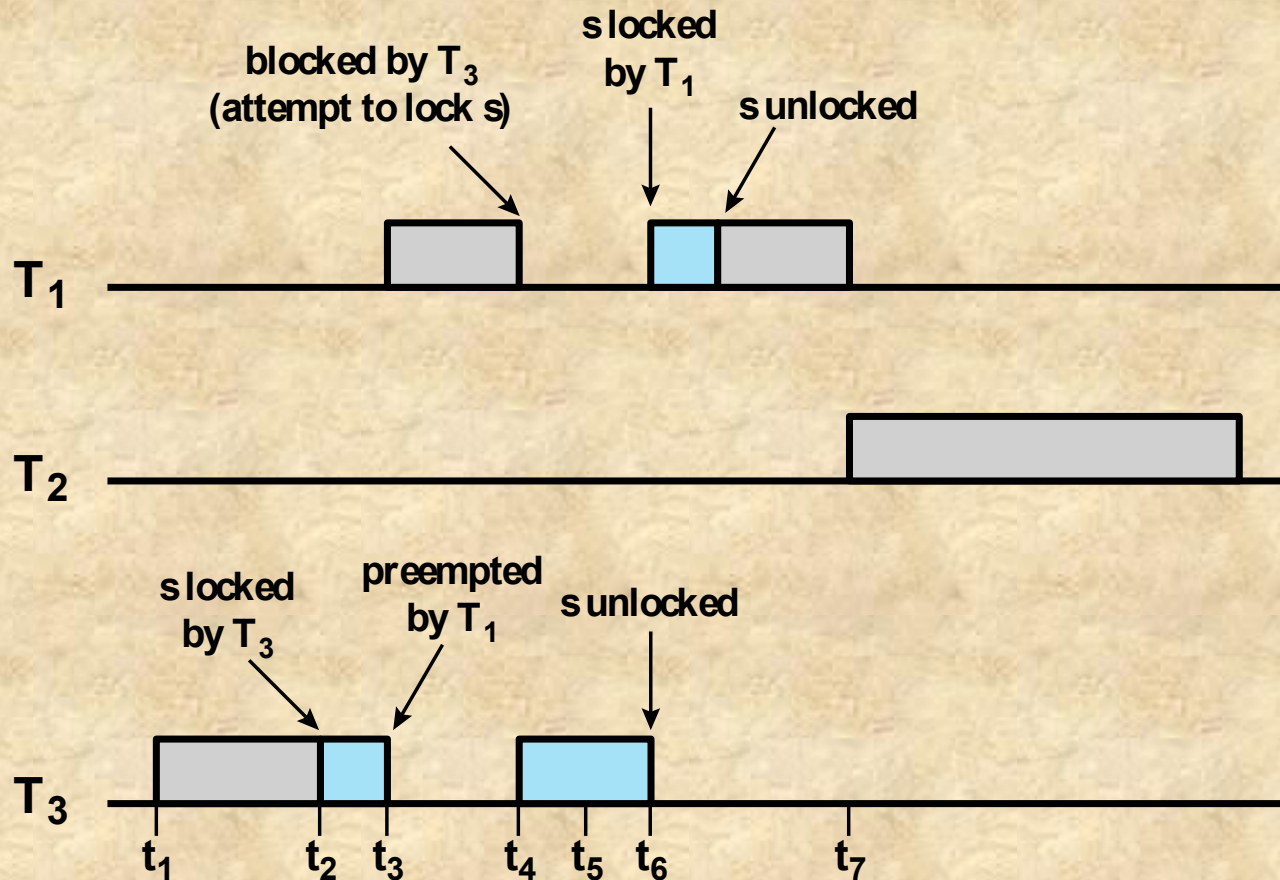 s locked
by T1
blocked by T3
(attempt to lock s)
s unlocked
T1
T2
s locked
by T3
preempted
by T1
s unlocked
T3
t1 t2 t3 t4 t5 t6 t7